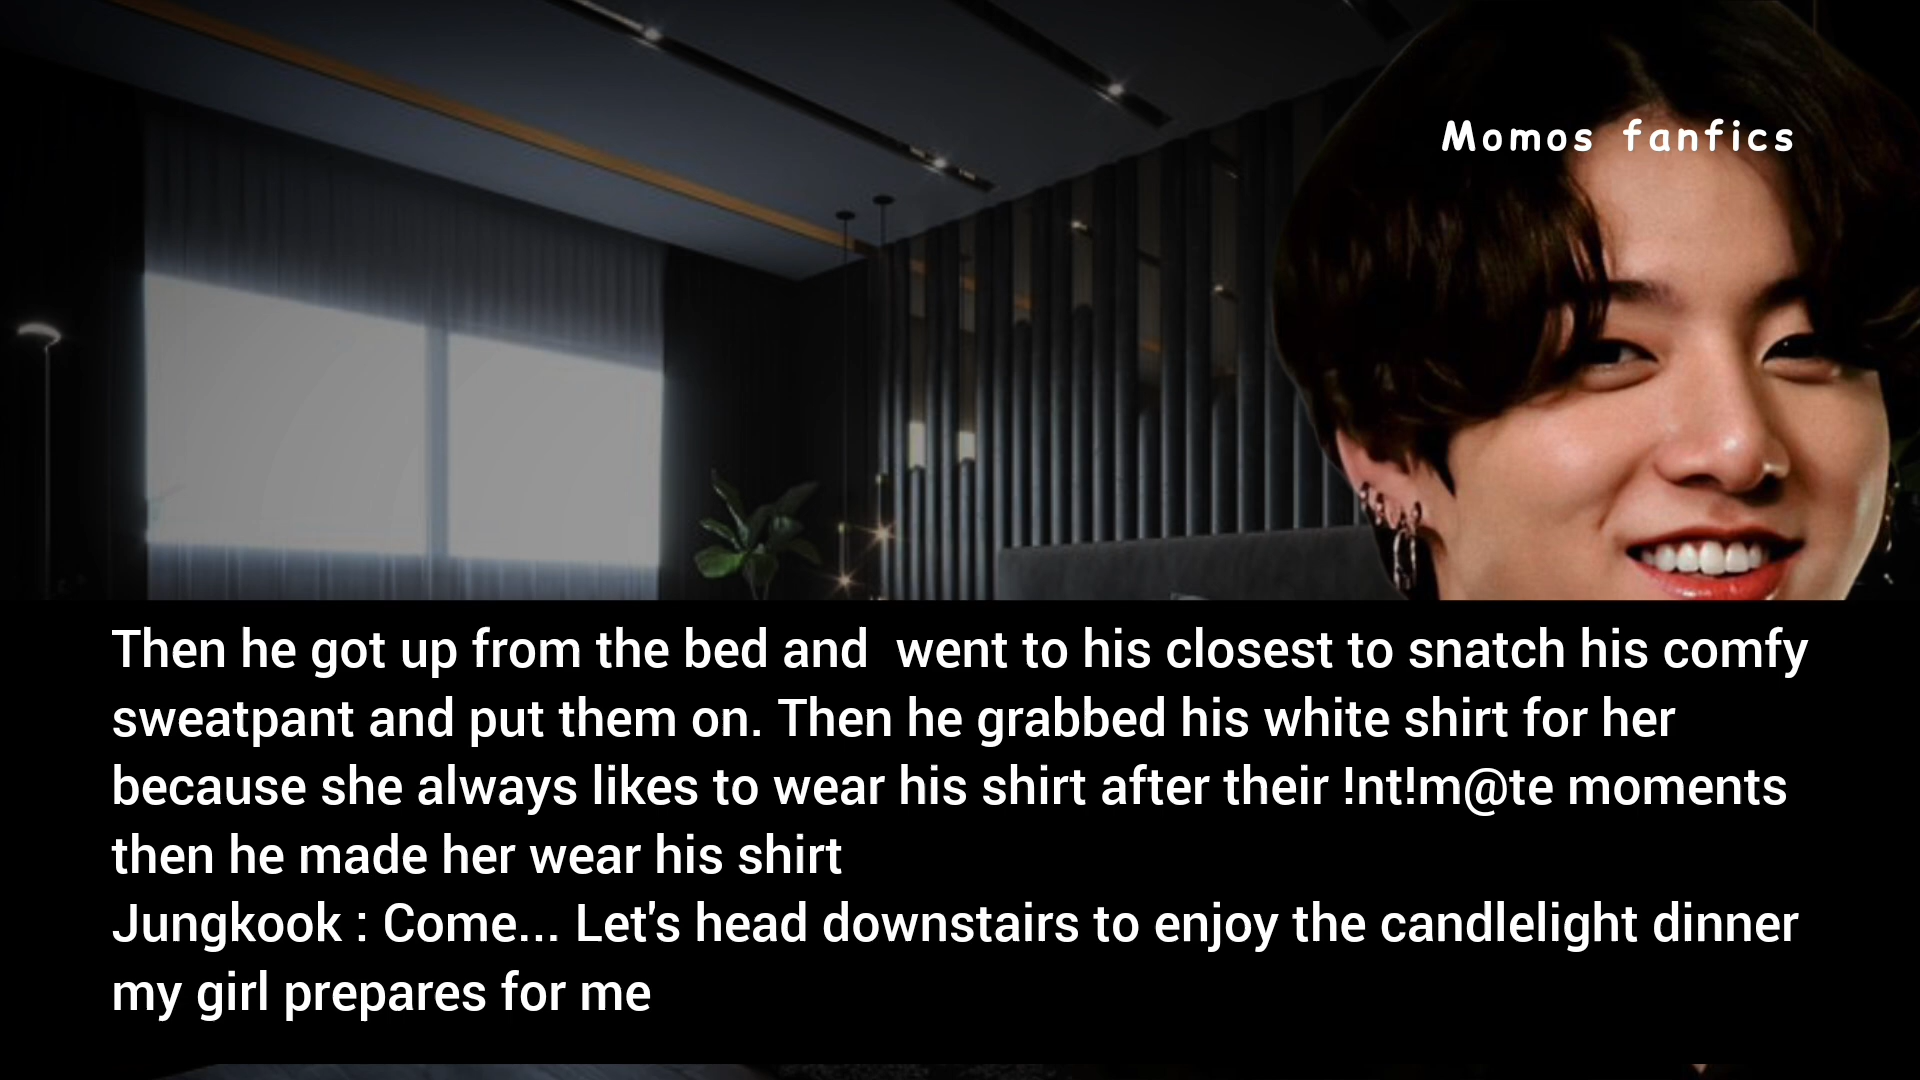 Momos fanfics
Then he got up from the bed and  went to his closest to snatch his comfy
sweatpant and put them on. Then he grabbed his white shirt for her
because she always likes to wear his shirt after their !nt!m@te moments
then he made her wear his shirt
Jungkook : Come... Let's head downstairs to enjoy the candlelight dinner
my girl prepares for me